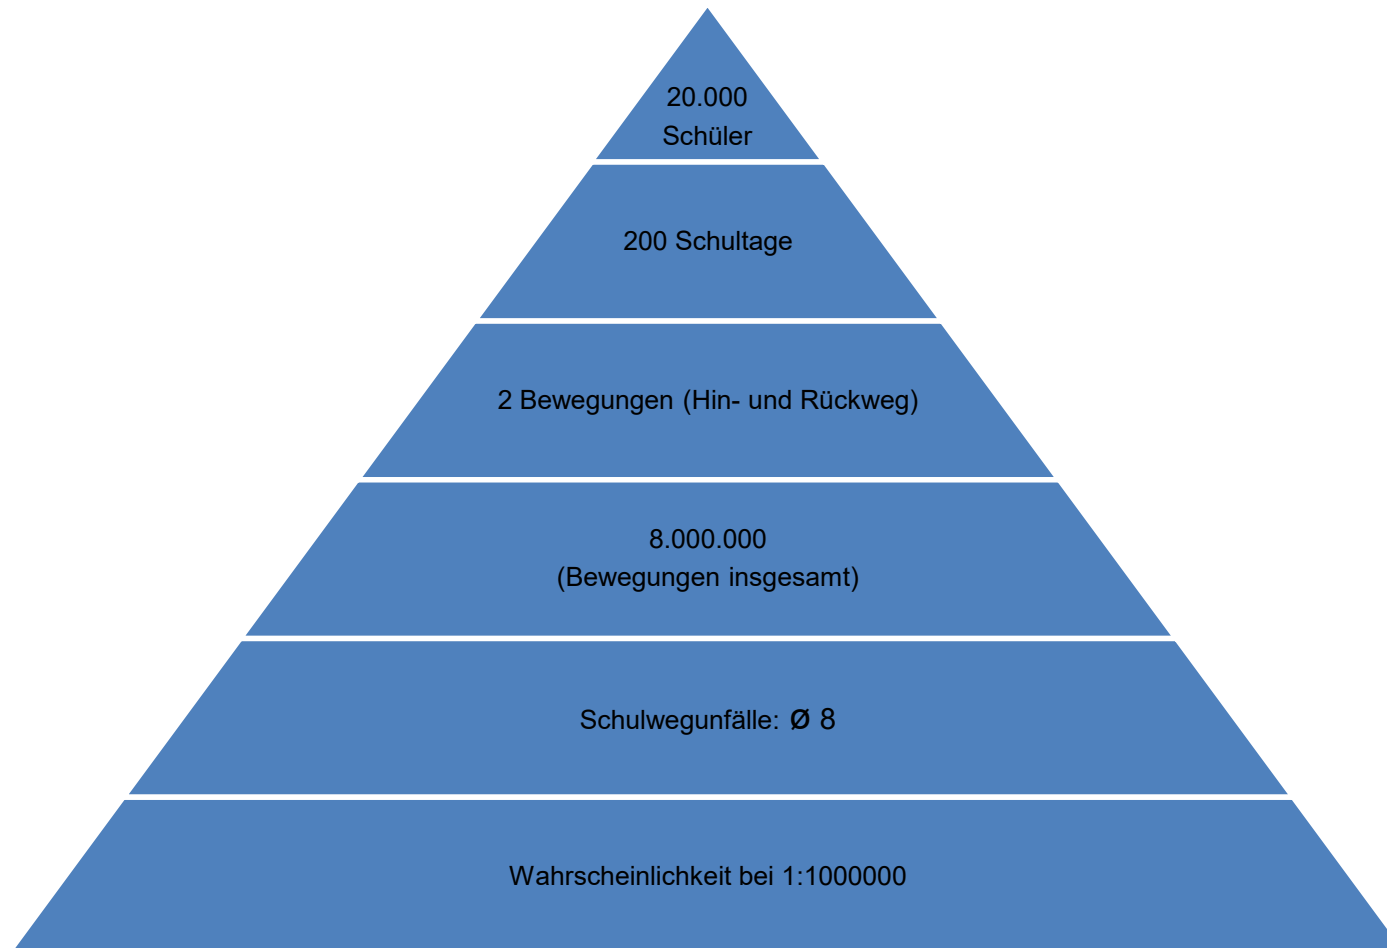 20.000
Schüler
200 Schultage
2 Bewegungen (Hin- und Rückweg)
8.000.000
(Bewegungen insgesamt)
Schulwegunfälle: Ø 8
Wahrscheinlichkeit bei 1:1000000